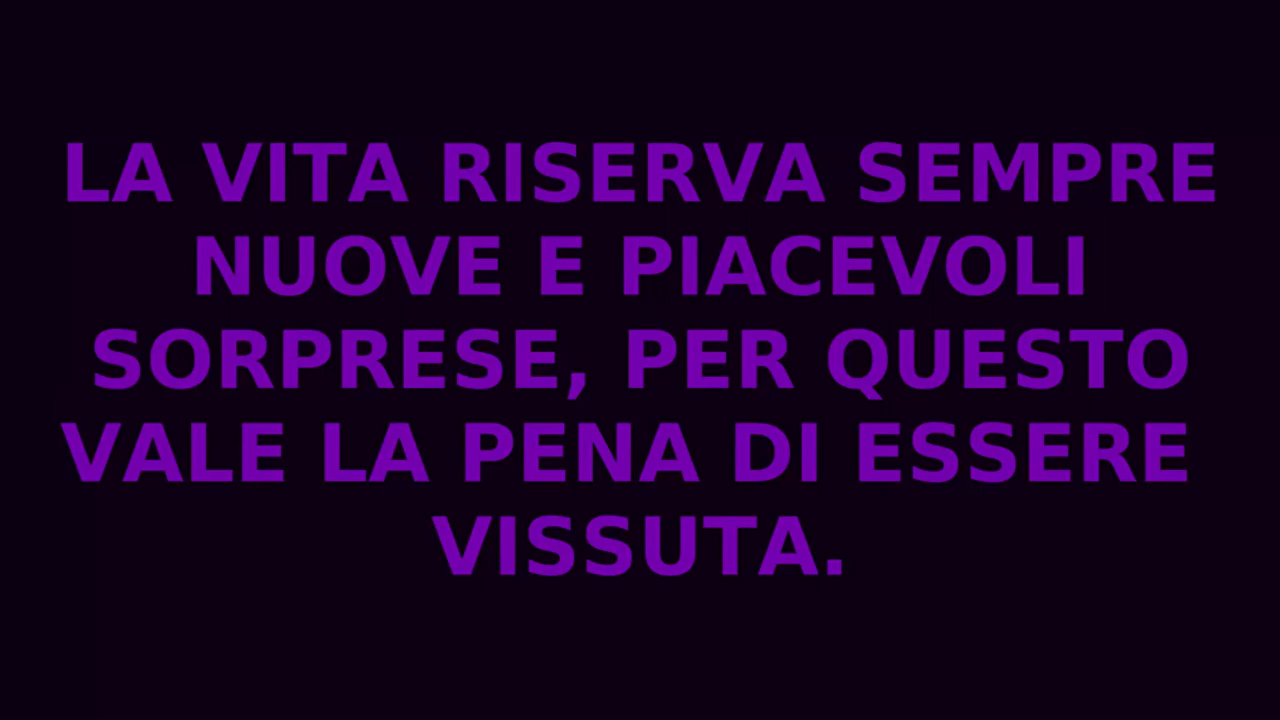 LA VITA RISERVA SEMPRE
NUOVE E PIACEVOLI
SORPRESE, PER QUESTO
VALE LA PENA DI ESSERE
VISSUTA.